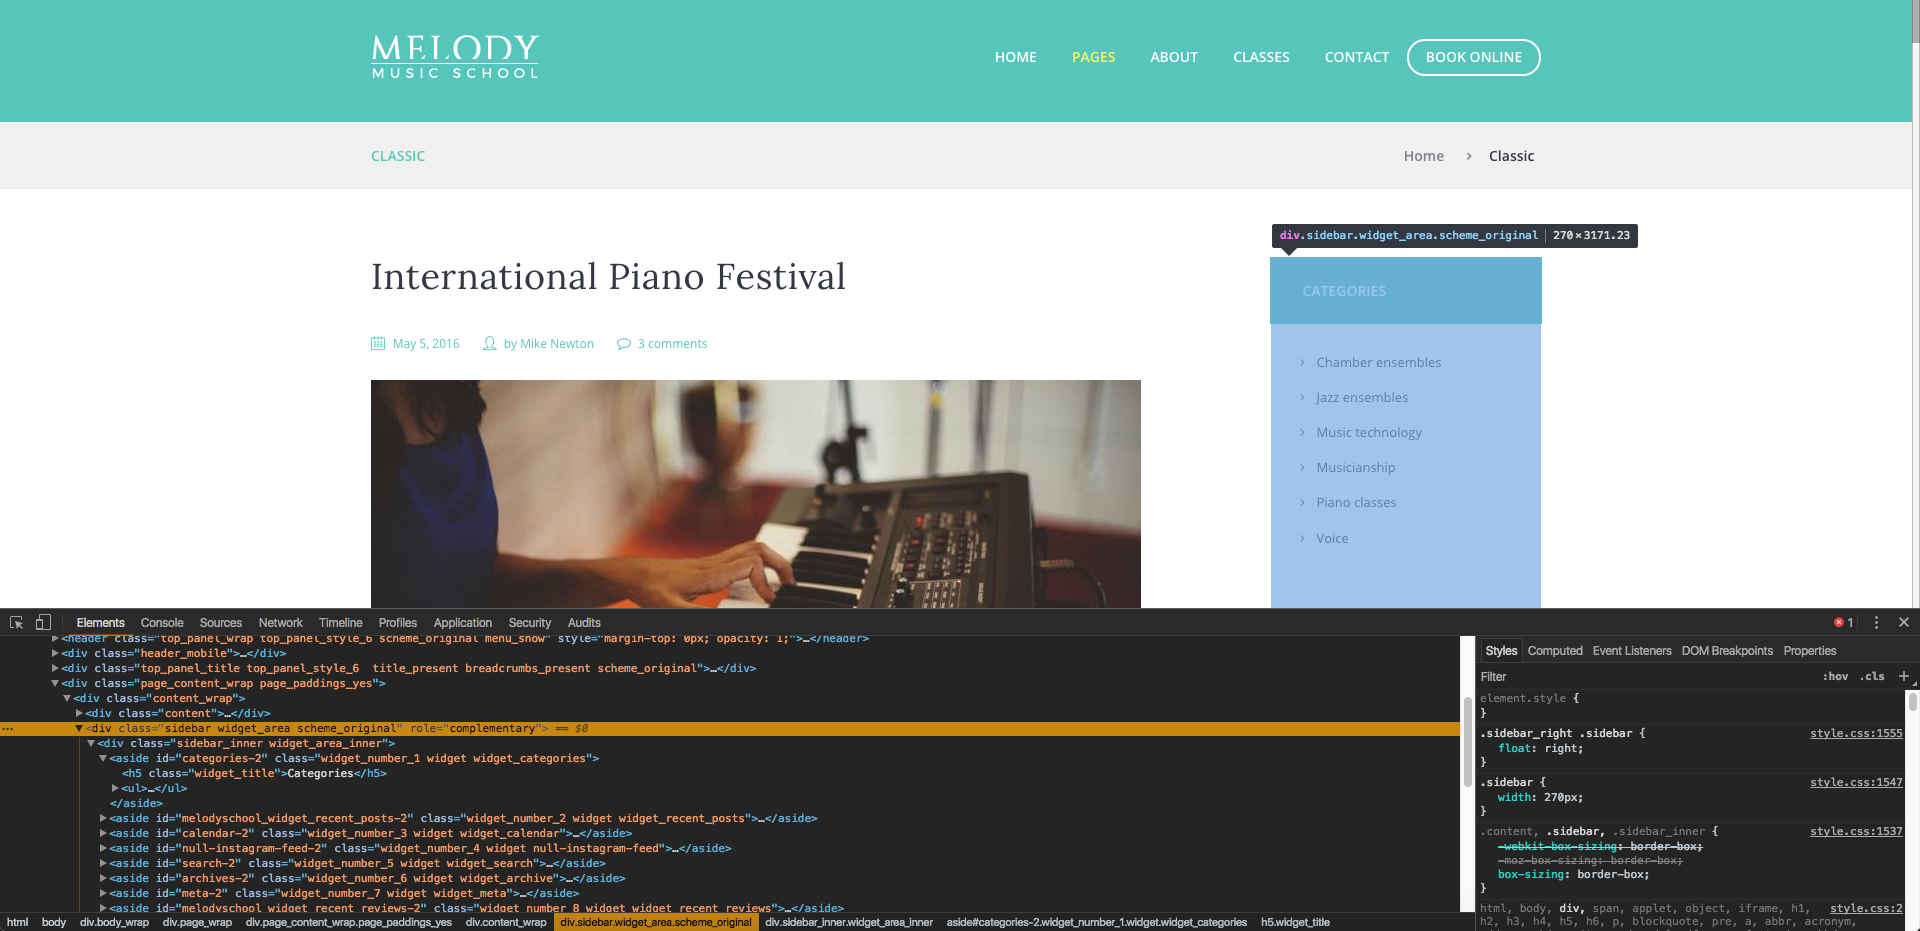 MELODY
MUSIC SCHOOL
HOME PAGES ABOUT CLASSES CONTACT BOOK ONLINE
CLASSIC
Home › Classic
div.sidebar.widget_area.scheme_original | 270×3171.23
International Piano Festival
May 5, 2016 by Mike Newton 3 comments
CATEGORIES
› Chamber ensembles
› Jazz ensembles
› Music technology
› Musicianship
› Piano classes
› Voice
Elements Console Sources Network Timeline Profiles Application Security Audits 1
<header class="top_panel_wrap top_panel_style_6 scheme_original menu_show" style="margin-top: 0px; opacity: 1;">…</header>
<div class="header_mobile">…</div>
<div class="top_panel_title top_panel_style_6  title_present breadcrumbs_present scheme_original">…</div>
<div class="page_content_wrap page_paddings_yes">
<div class="content_wrap">
<div class="content">…</div>
<div class="sidebar widget_area scheme_original" role="complementary"> == $0
<div class="sidebar_inner widget_area_inner">
<aside id="categories-2" class="widget_number_1 widget widget_categories">
<h5 class="widget_title">Categories</h5>
<ul>…</ul>
</aside>
<aside id="melodyschool_widget_recent_posts-2" class="widget_number_2 widget widget_recent_posts">…</aside>
<aside id="calendar-2" class="widget_number_3 widget widget_calendar">…</aside>
<aside id="null-instagram-feed-2" class="widget_number_4 widget null-instagram-feed">…</aside>
<aside id="search-2" class="widget_number_5 widget widget_search">…</aside>
<aside id="archives-2" class="widget_number_6 widget widget_archive">…</aside>
<aside id="meta-2" class="widget_number_7 widget widget_meta">…</aside>
<aside id="melodyschool_widget_recent_reviews-2" class="widget_number_8 widget widget_recent_reviews">…</aside>
html body div.body_wrap div.page_wrap div.page_content_wrap.page_paddings_yes div.content_wrap div.sidebar.widget_area.scheme_original div.sidebar_inner.widget_area_inner aside#categories-2.widget_number_1.widget.widget_categories h5.widget_title
Styles Computed Event Listeners DOM Breakpoints Properties
Filter :hov .cls +
element.style {
}
.sidebar_right .sidebar { style.css:1555
float: right;
}
.sidebar { style.css:1547
width: 270px;
}
.content, .sidebar, .sidebar_inner { style.css:1537
-webkit-box-sizing: border-box;
-moz-box-sizing: border-box;
box-sizing: border-box;
}
html, body, div, span, applet, object, iframe, h1, style.css:2
h2, h3, h4, h5, h6, p, blockquote, pre, a, abbr, acronym,